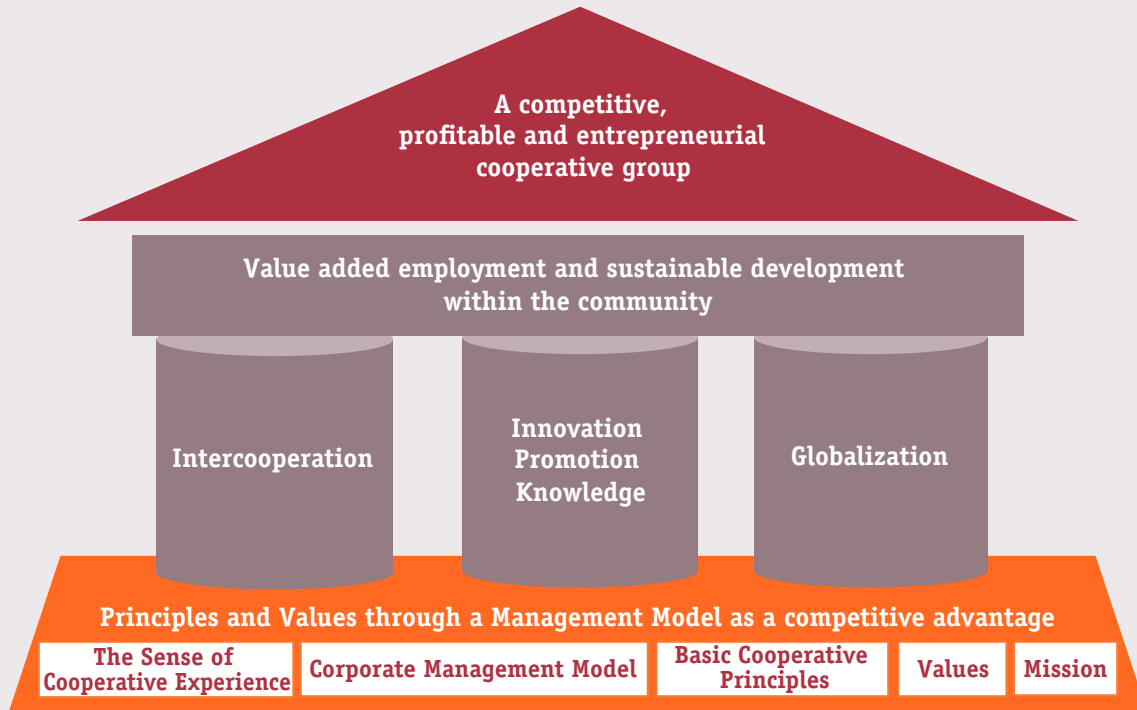 A competitive,
profitable and entrepreneurial
cooperative group
Value added employment and sustainable development
within the community
Intercooperation
Innovation
Promotion
Knowledge
Globalization
Principles and Values through a Management Model as a competitive advantage
The Sense of
Cooperative Experience
Corporate Management Model
Basic Cooperative
Principles
Values
Mission